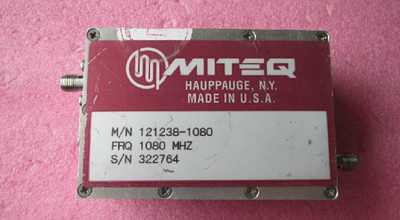 MITEQ
HAUPPAUGE, N.Y.
MADE IN U.S.A.
M/N 121238-1080
FRQ 1080 MHZ
S/N 322764